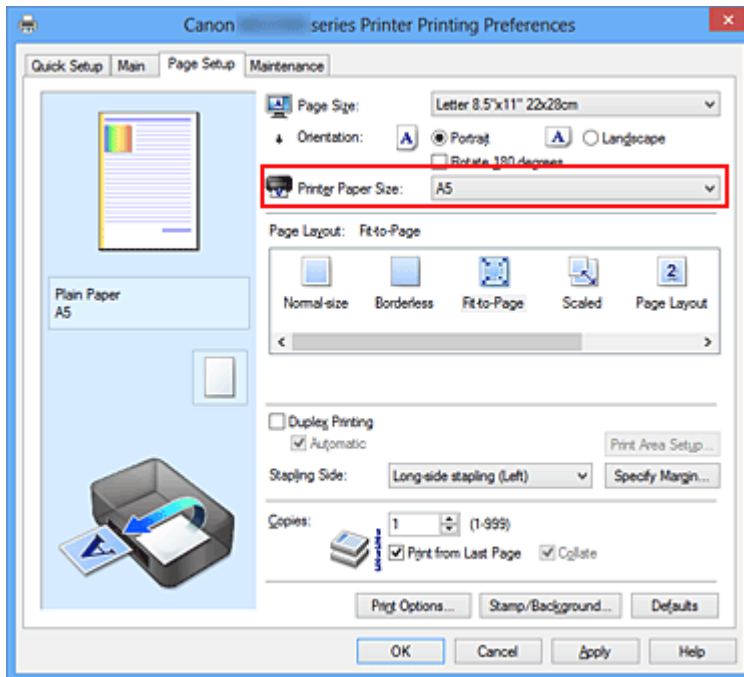 Canon series Printer Printing Preferences
Quick Setup Main Page Setup Maintenance
Page Size: Letter 8.5"x11" 22x28cm
Orientation: A Portrait A Landscape
Rotate 180 degrees
Printer Paper Size: A5
Page Layout: Fit-to-Page
Normal-size Borderless Fit-to-Page Scaled Page Layout
2
Plain Paper
A5
Duplex Printing
Automatic
Print Area Setup...
Stapling Side: Long-side stapling (Left) Specify Margin...
Copies: 1 (1-999)
Print from Last Page Collate
A
Print Options... Stamp/Background... Defaults
OK Cancel Apply Help